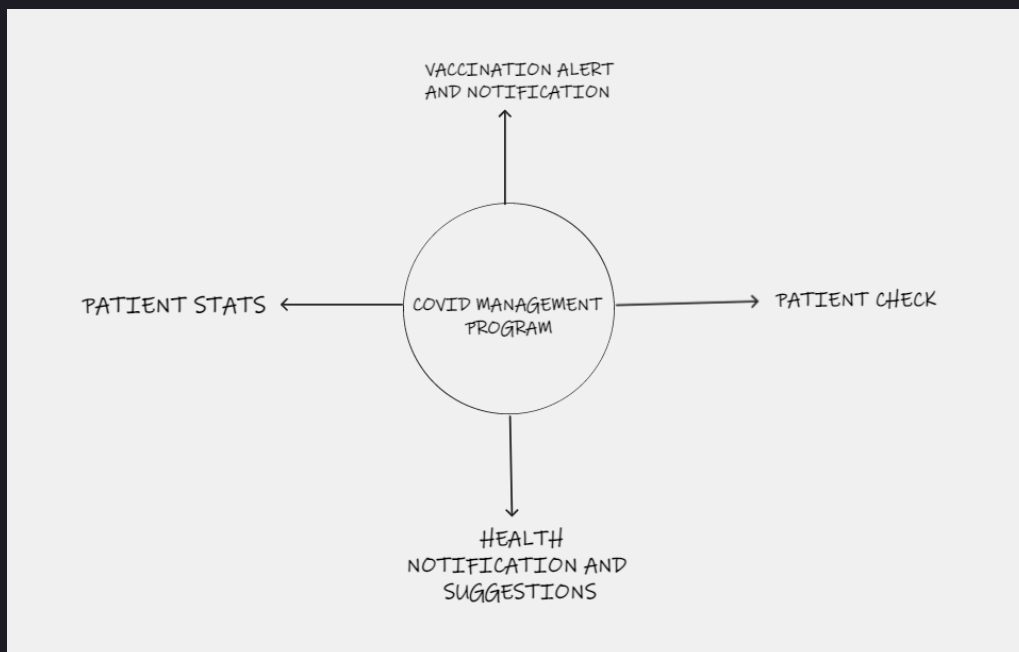 VACCINATION ALERT
AND NOTIFICATION
PATIENT STATS
COVID MANAGEMENT
PROGRAM
PATIENT CHECK
HEALTH
NOTIFICATION AND
SUGGESTIONS